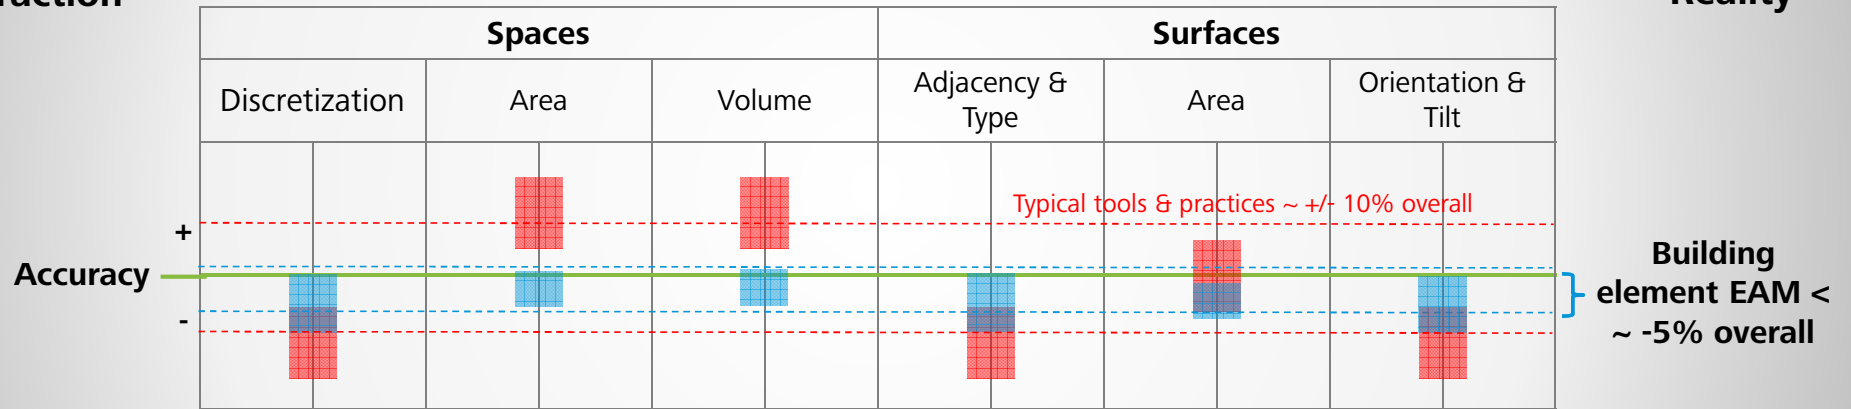 Spaces
Surfaces
Discretization
Area
Volume
Adjacency &
Type
Area
Orientation &
Tilt
Typical tools & practices ~ +/- 10% overall
+
Accuracy
-
Building
element EAM <
~ -5% overall